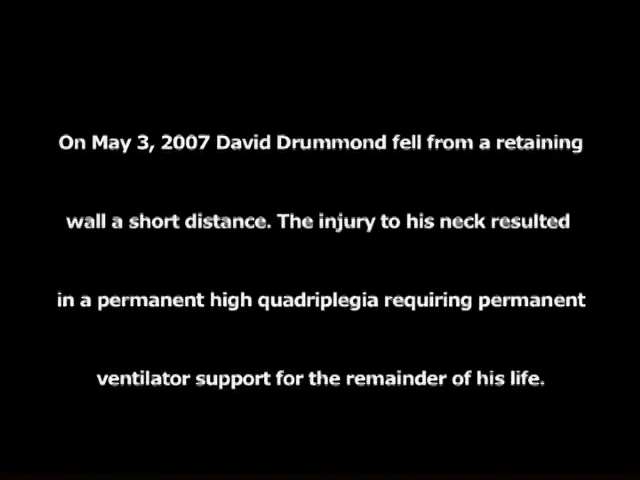 On May 3, 2007 David Drummond fell from a retaining
wall a short distance. The injury to his neck resulted
in a permanent high quadriplegia requiring permanent
ventilator support for the remainder of his life.